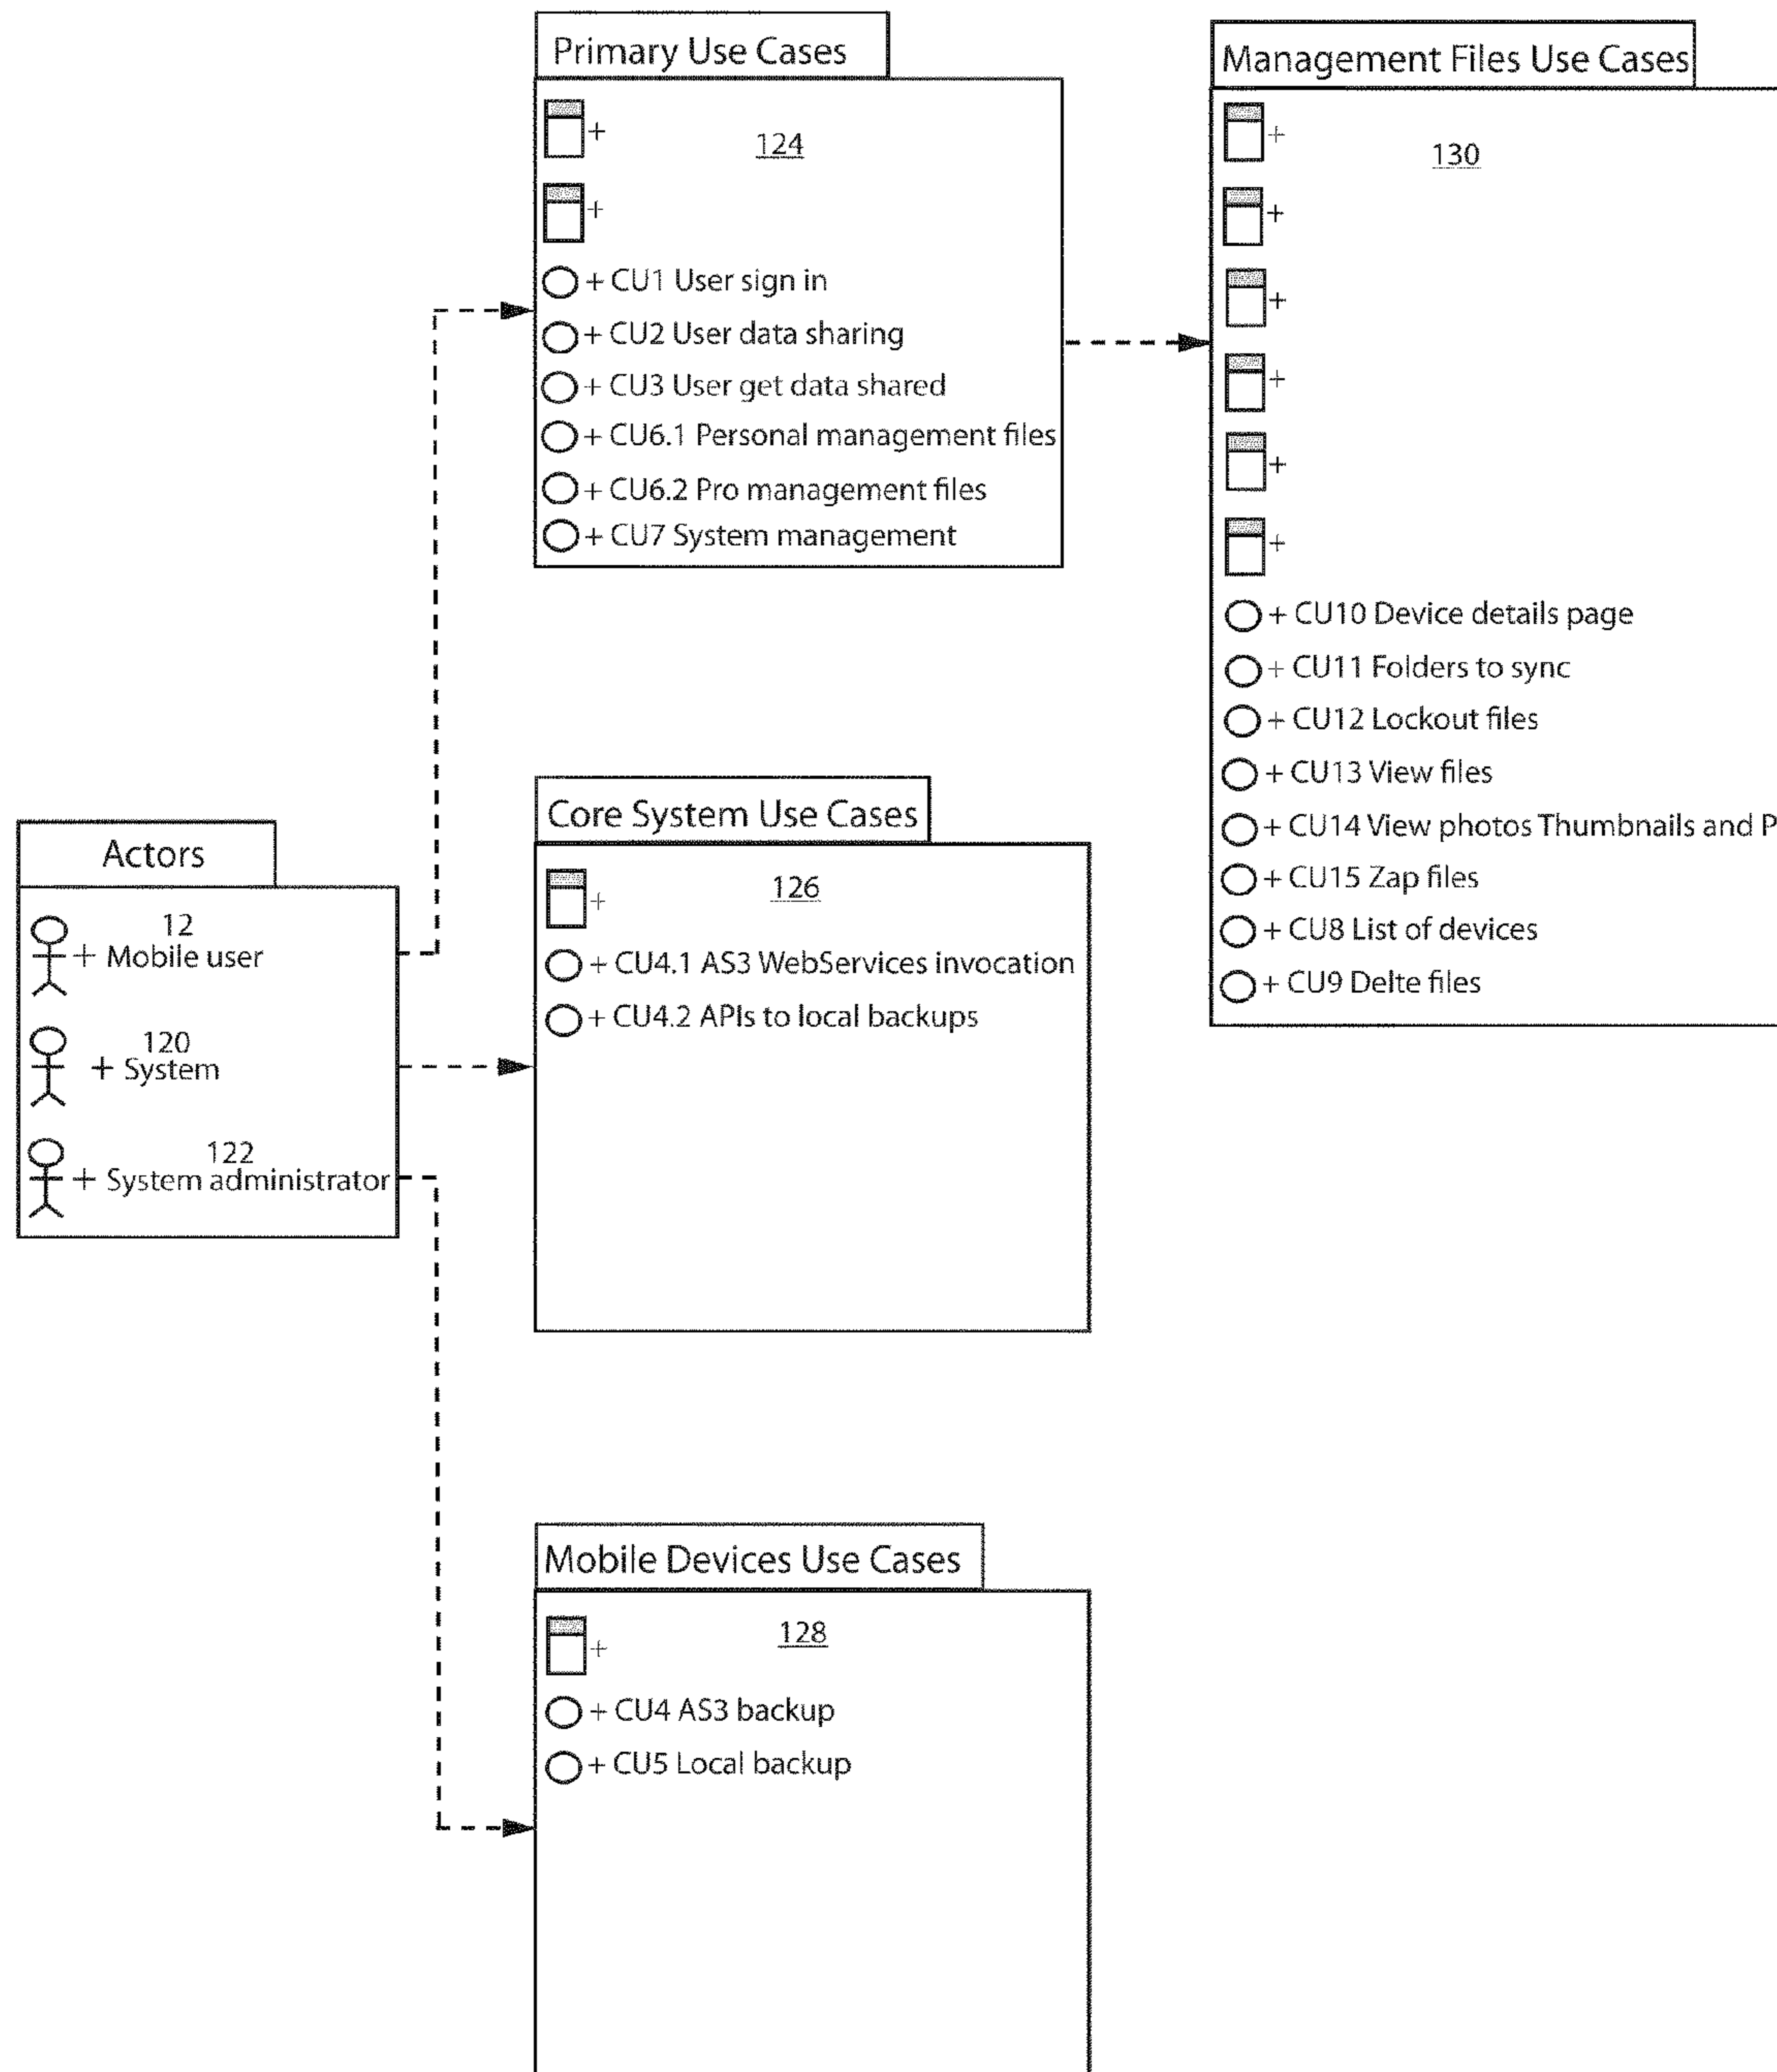 Primary Use Cases
124
+
+
+ CU1 User sign in
+ CU2 User data sharing
+ CU3 User get data shared
+ CU6.1 Personal management files
+ CU6.2 Pro management files
+ CU7 System management
Management Files Use Cases
130
+
+
+
+
+
+
+ CU10 Device details page
+ CU11 Folders to sync
+ CU12 Lockout files
+ CU13 View files
+ CU14 View photos Thumbnails and P
+ CU15 Zap files
+ CU8 List of devices
+ CU9 Delte files
Actors
12
+ Mobile user
120
+ System
122
+ System administrator
Core System Use Cases
126
+
+ CU4.1 AS3 WebServices invocation
+ CU4.2 APIs to local backups
Mobile Devices Use Cases
128
+
+ CU4 AS3 backup
+ CU5 Local backup